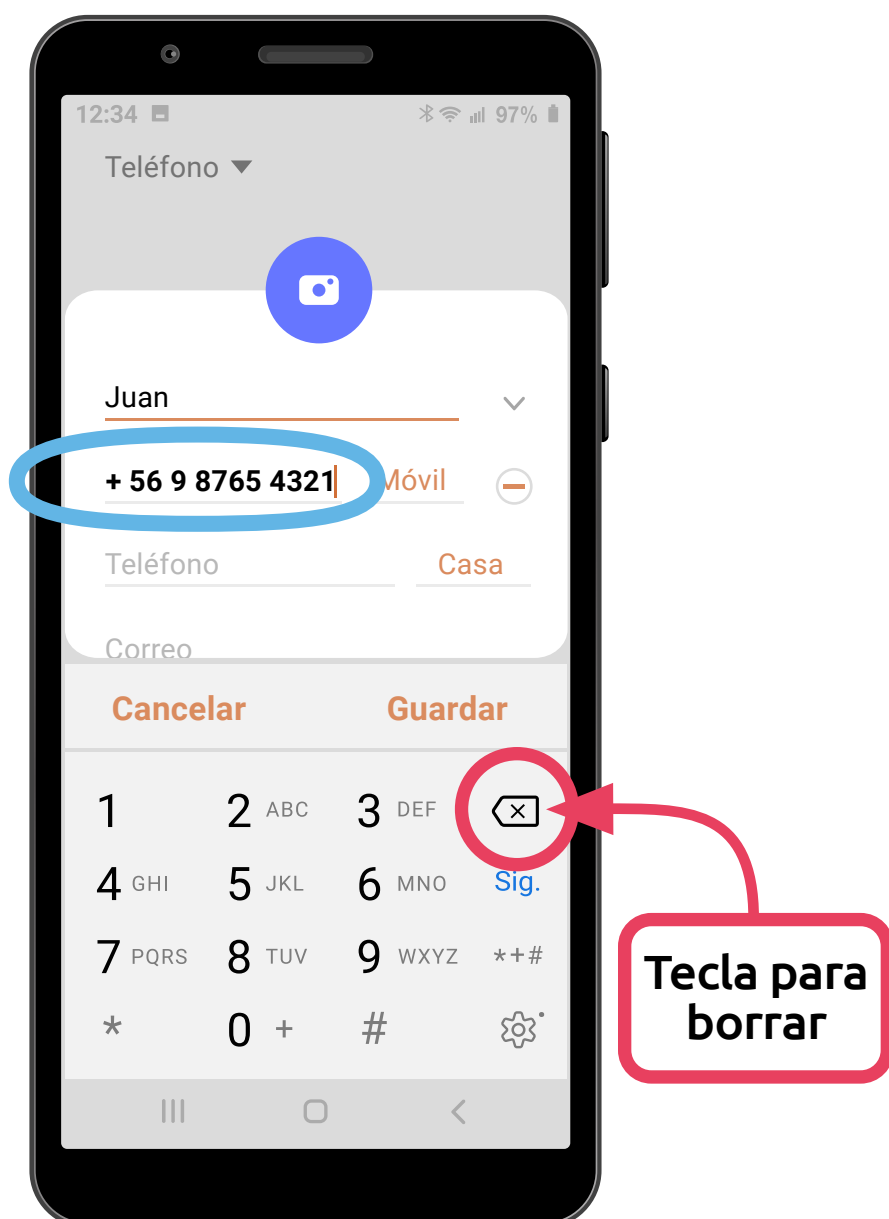 12:34 97%
Teléfono
Juan
+ 56 9 8765 4321 Móvil
Teléfono Casa
Correo
Cancelar Guardar
1 2 ABC 3 DEF
4 GHI 5 JKL 6 MNO Sig.
7 PQRS 8 TUV 9 WXYZ *+#
* 0 + #
Tecla para
borrar